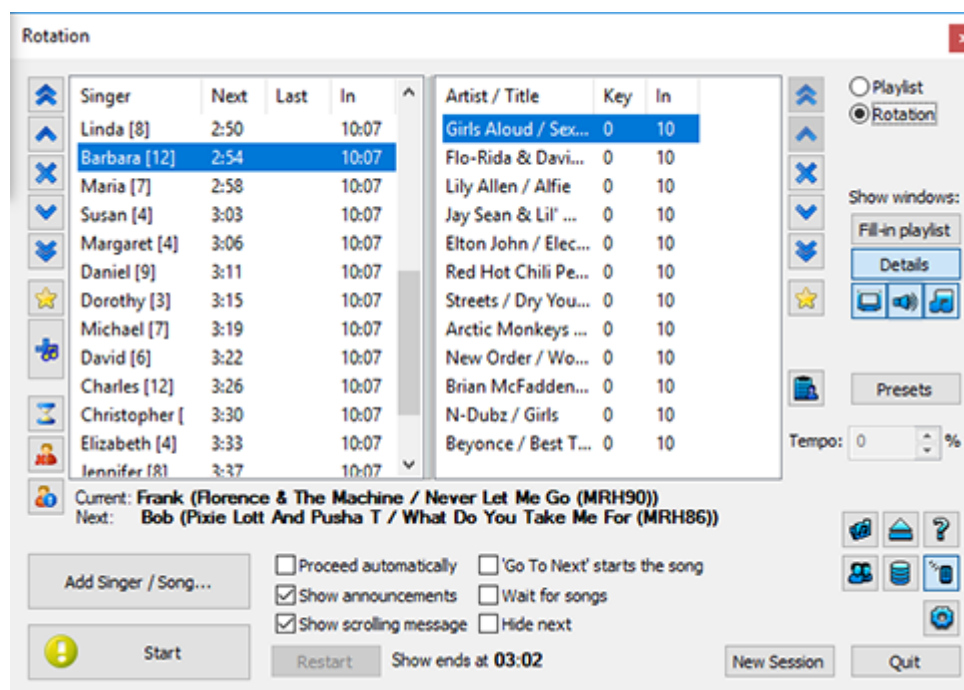 Rotation
Singer Next Last In
Linda [8] 2:50 10:07
Barbara [12] 2:54 10:07
Maria [7] 2:58 10:07
Susan [4] 3:03 10:07
Margaret [4] 3:06 10:07
Daniel [9] 3:11 10:07
Dorothy [3] 3:15 10:07
Michael [7] 3:19 10:07
David [6] 3:22 10:07
Charles [12] 3:26 10:07
Christopher [ 3:30 10:07
Elizabeth [4] 3:33 10:07
Jennifer [8] 3:37 10:07
Artist / Title Key In
Girls Aloud / Sex... 0 10
Flo-Rida & Davi... 0 10
Lily Allen / Alfie 0 10
Jay Sean & Lil' ... 0 10
Elton John / Elec... 0 10
Red Hot Chili Pe... 0 10
Streets / Dry You... 0 10
Arctic Monkeys ... 0 10
New Order / Wo... 0 10
Brian McFadden... 0 10
N-Dubz / Girls 0 10
Beyonce / Best T... 0 10
Playlist
Rotation
Show windows:
Fill-in playlist
Details
Presets
Tempo: 0 %
Current: Frank (Florence & The Machine / Never Let Me Go (MRH90))
Next: Bob (Pixie Lott And Pusha T / What Do You Take Me For (MRH86))
Add Singer / Song...
Proceed automatically 'Go To Next' starts the song
Show announcements Wait for songs
Show scrolling message Hide next
Start
Restart Show ends at 03:02
New Session Quit